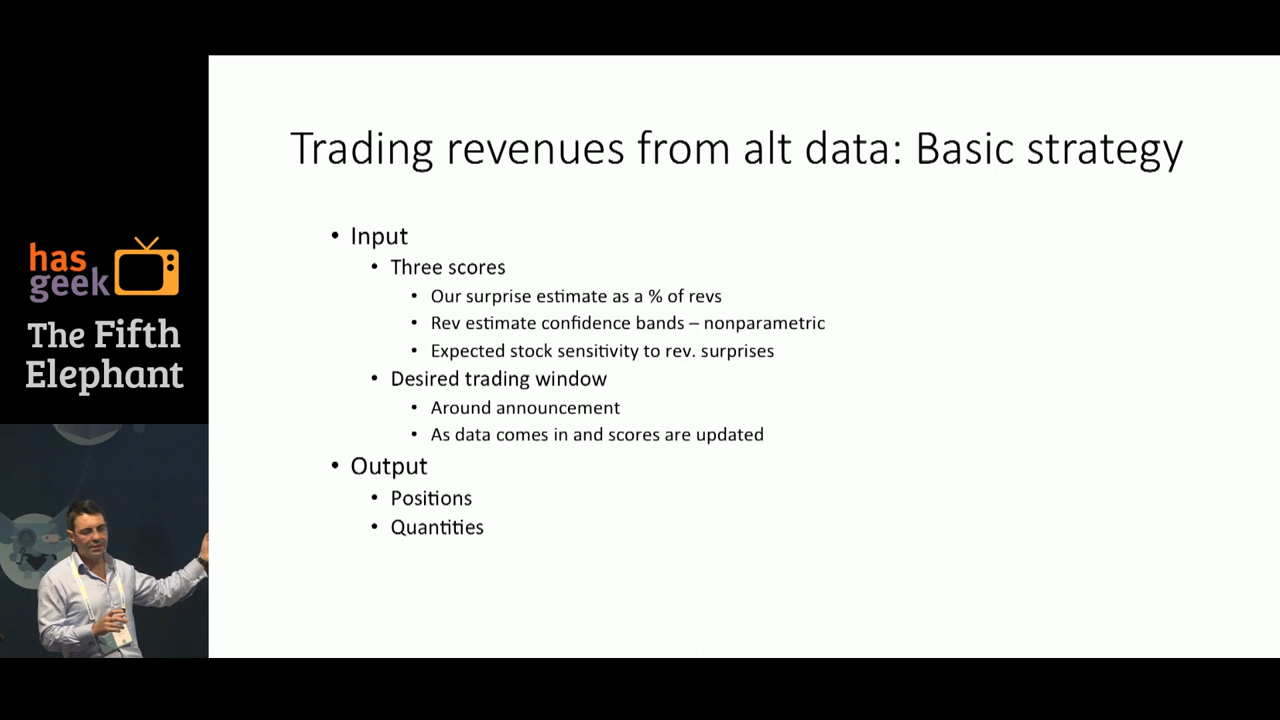 Trading revenues from alt data: Basic strategy
• Input
• Three scores
• Our surprise estimate as a % of revs
• Rev estimate confidence bands – nonparametric
• Expected stock sensitivity to rev. surprises
• Desired trading window
• Around announcement
• As data comes in and scores are updated
• Output
• Positions
• Quantities
has
geek
The Fifth
Elephant